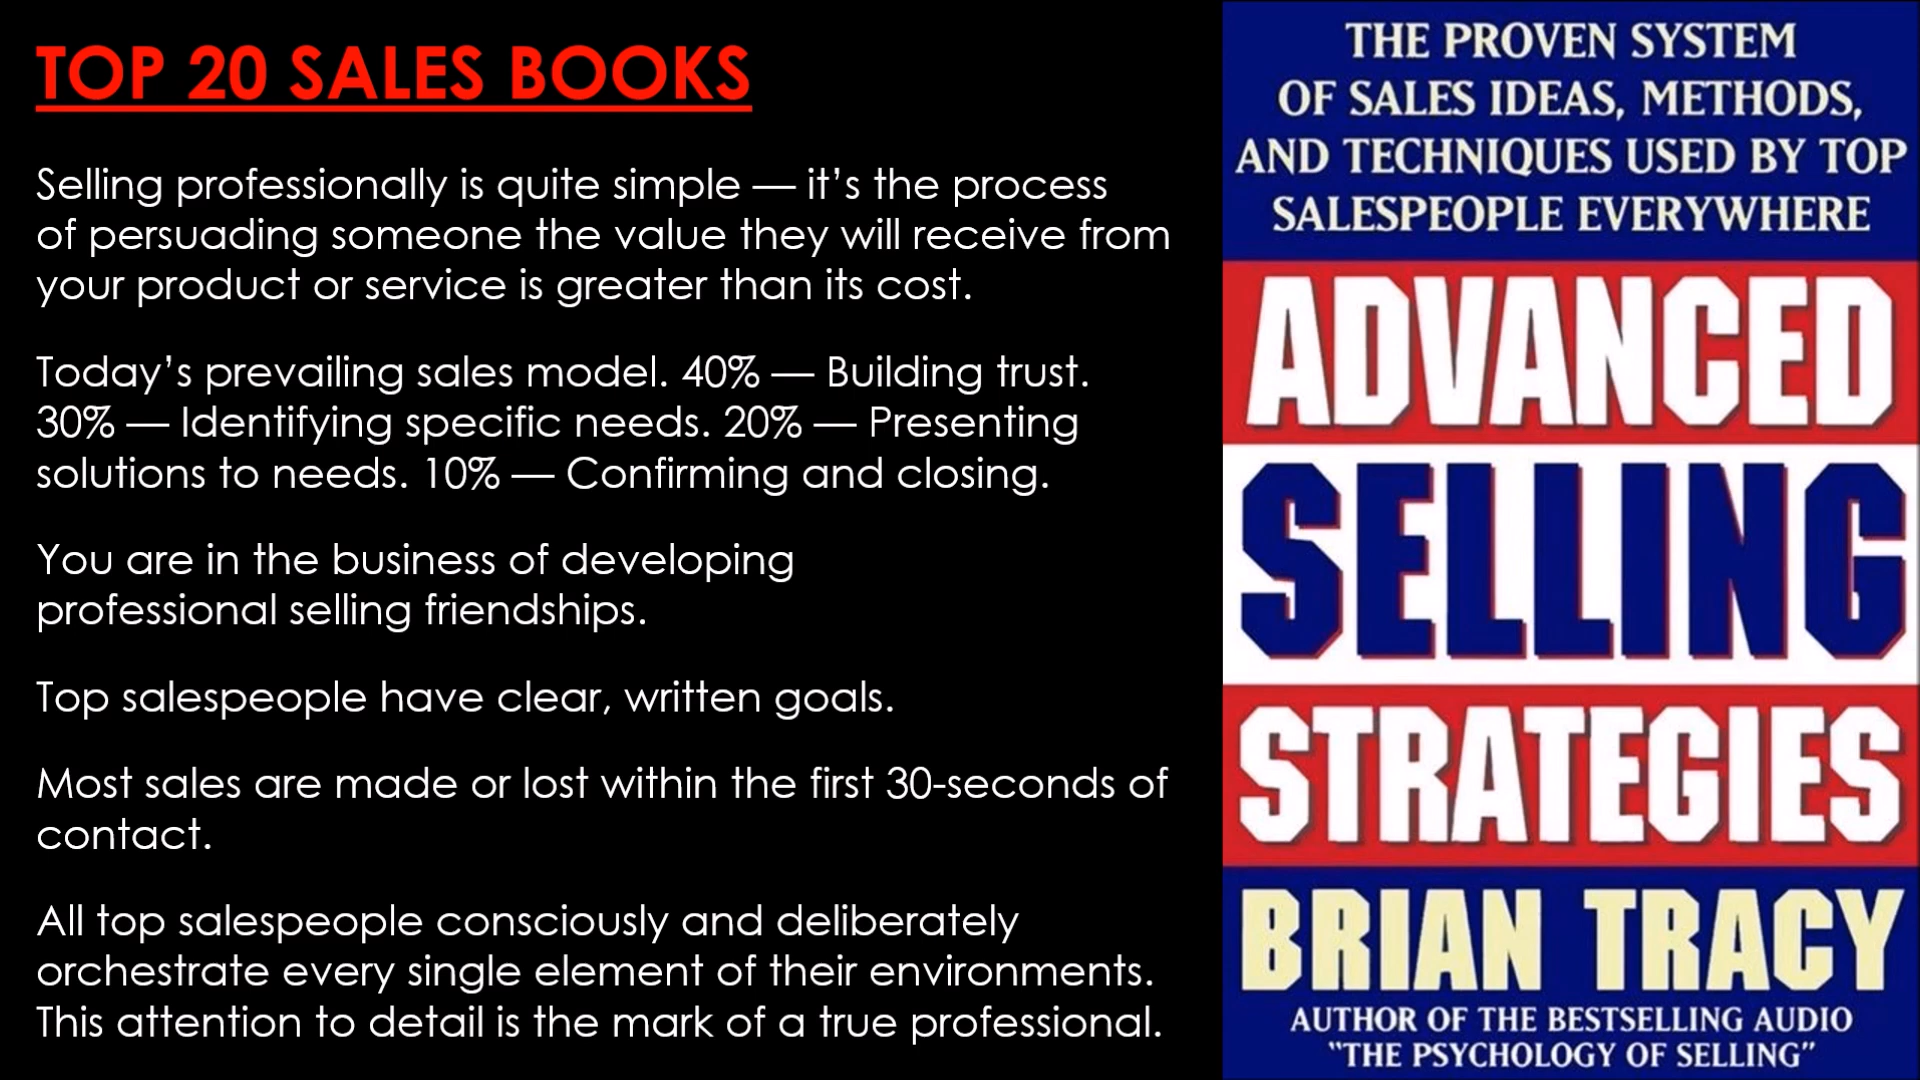 TOP 20 SALES BOOKS
Selling professionally is quite simple — it’s the process
of persuading someone the value they will receive from
your product or service is greater than its cost.
Today’s prevailing sales model. 40% — Building trust.
30% — Identifying specific needs. 20% — Presenting
solutions to needs. 10% — Confirming and closing.
You are in the business of developing
professional selling friendships.
Top salespeople have clear, written goals.
Most sales are made or lost within the first 30-seconds of
contact.
All top salespeople consciously and deliberately
orchestrate every single element of their environments.
This attention to detail is the mark of a true professional.
THE PROVEN SYSTEM
OF SALES IDEAS, METHODS,
AND TECHNIQUES USED BY TOP
SALESPEOPLE EVERYWHERE
ADVANCED
SELLING
STRATEGIES
BRIAN TRACY
AUTHOR OF THE BESTSELLING AUDIO
"THE PSYCHOLOGY OF SELLING"